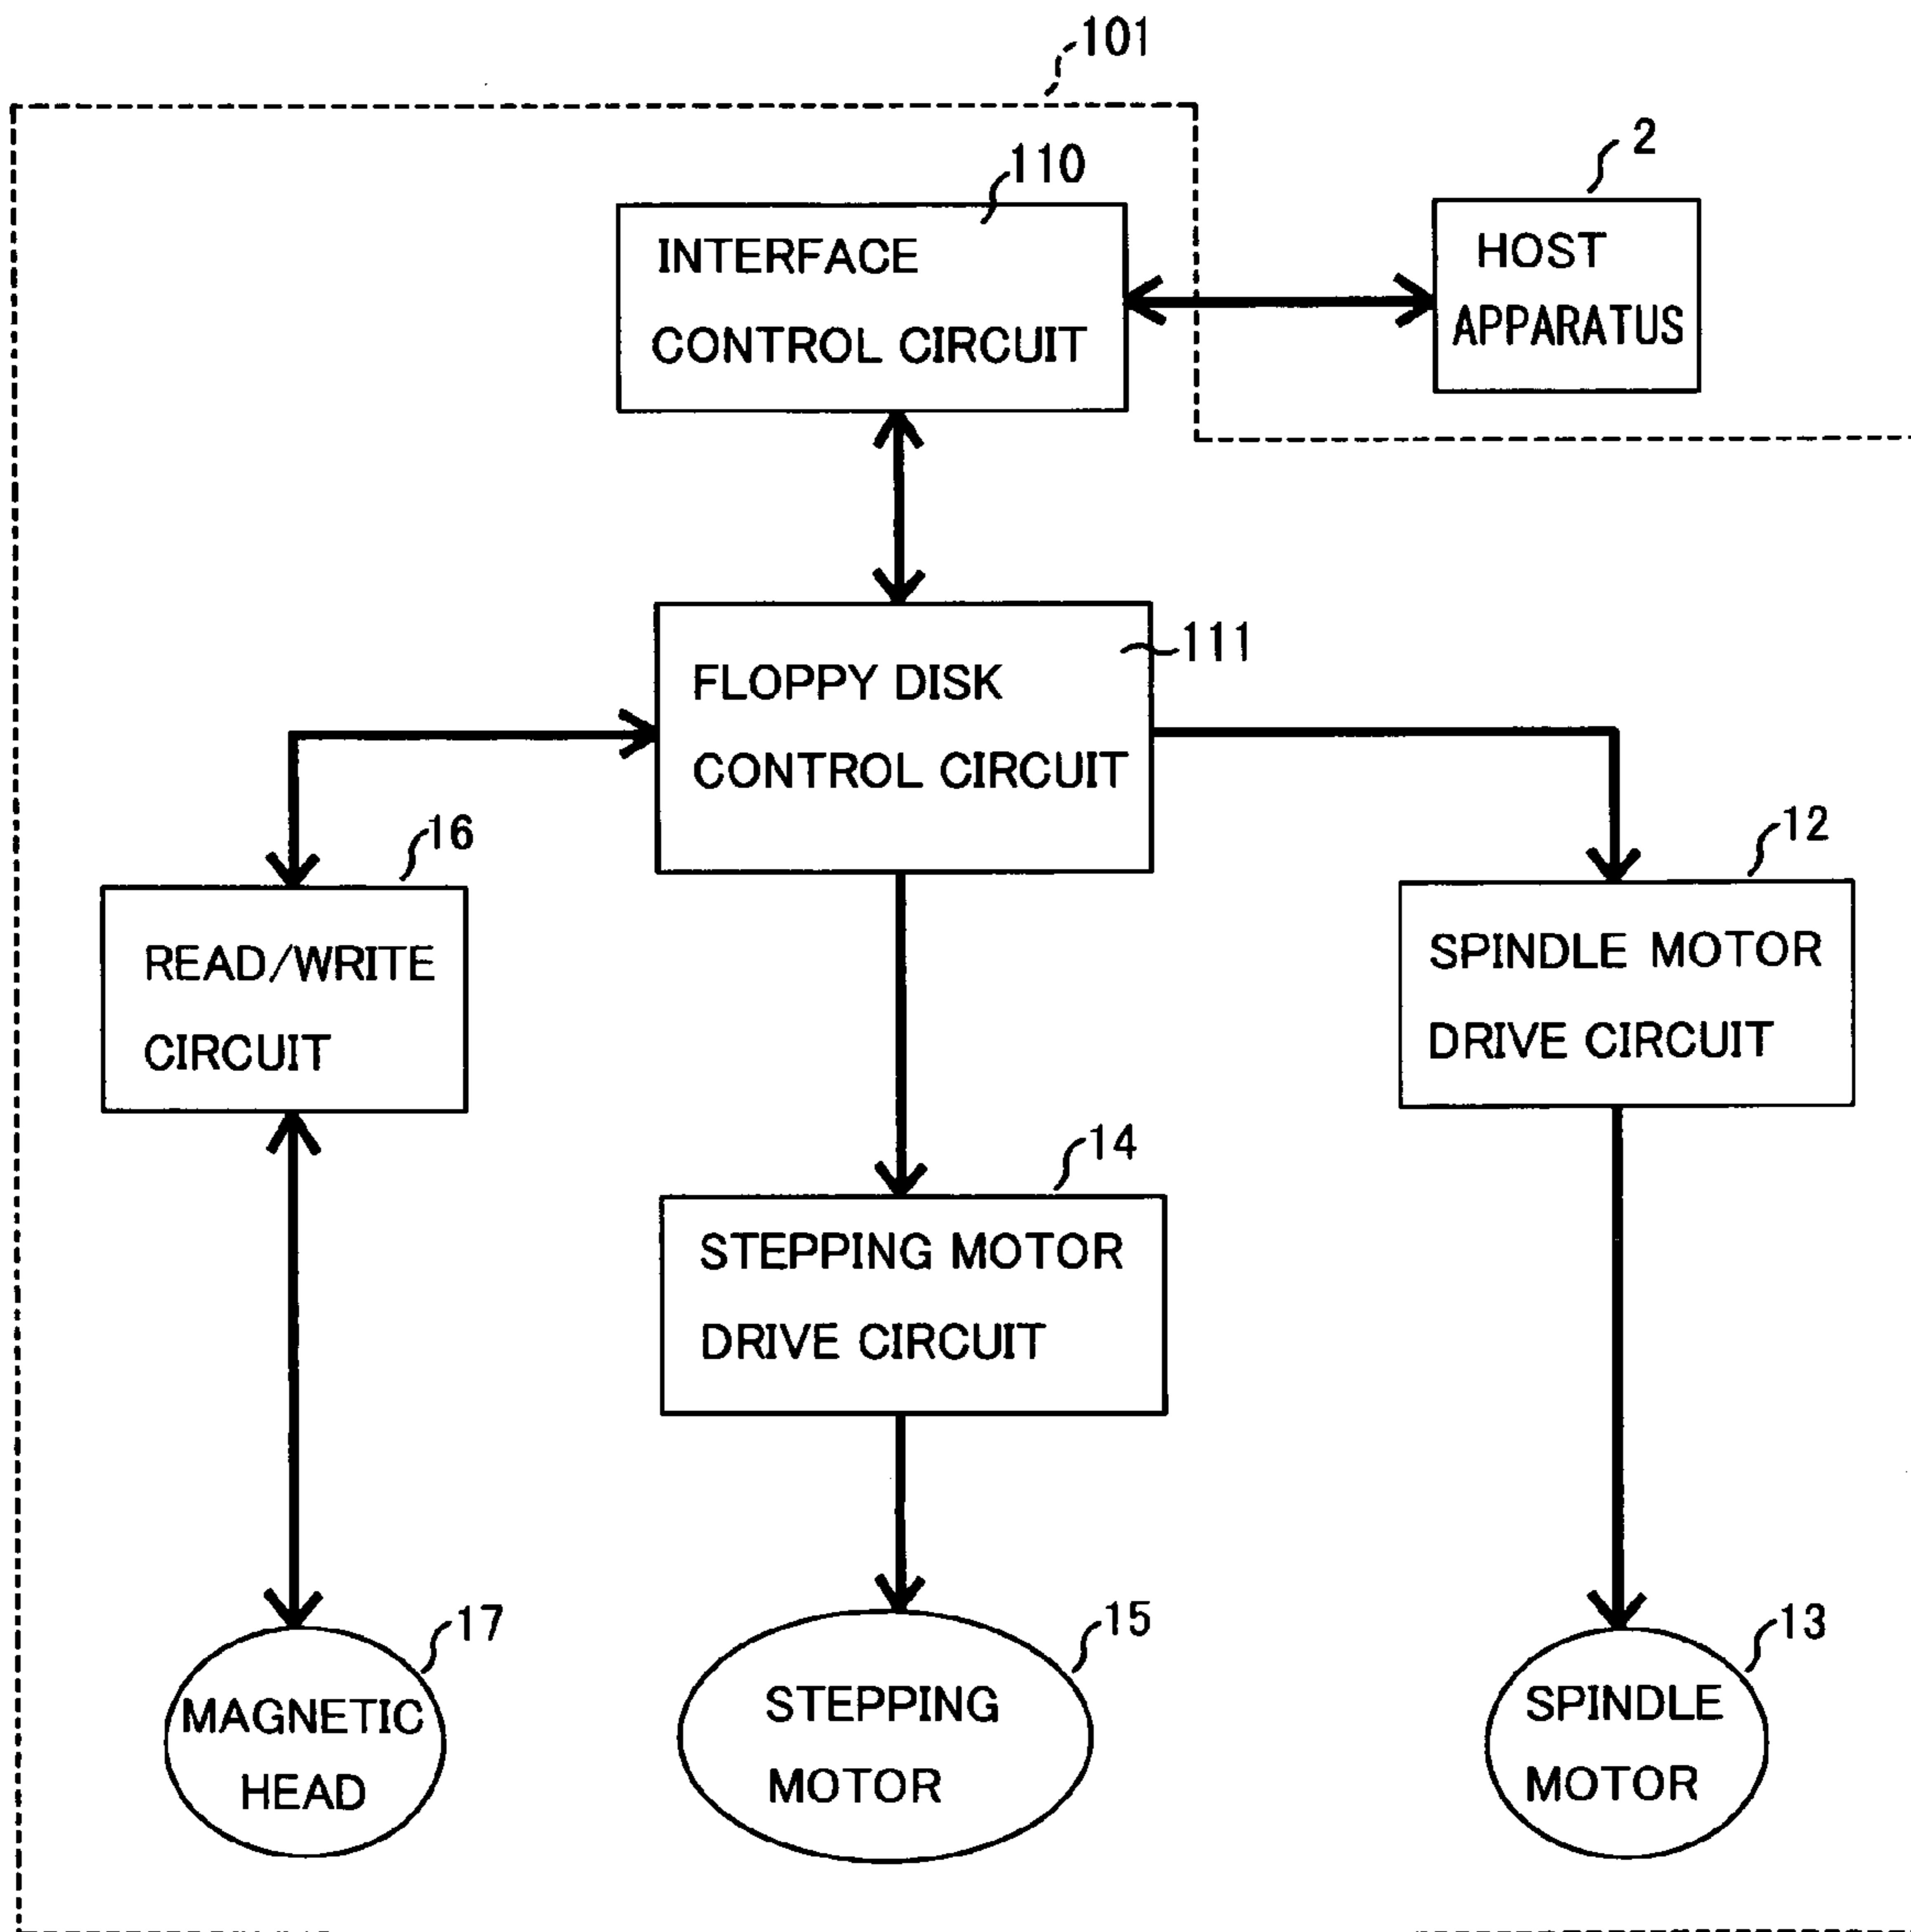 101
110
2
INTERFACE
CONTROL CIRCUIT
HOST
APPARATUS
111
FLOPPY DISK
CONTROL CIRCUIT
16
12
READ/WRITE
CIRCUIT
SPINDLE MOTOR
DRIVE CIRCUIT
14
STEPPING MOTOR
DRIVE CIRCUIT
17
15
13
MAGNETIC
HEAD
STEPPING
MOTOR
SPINDLE
MOTOR